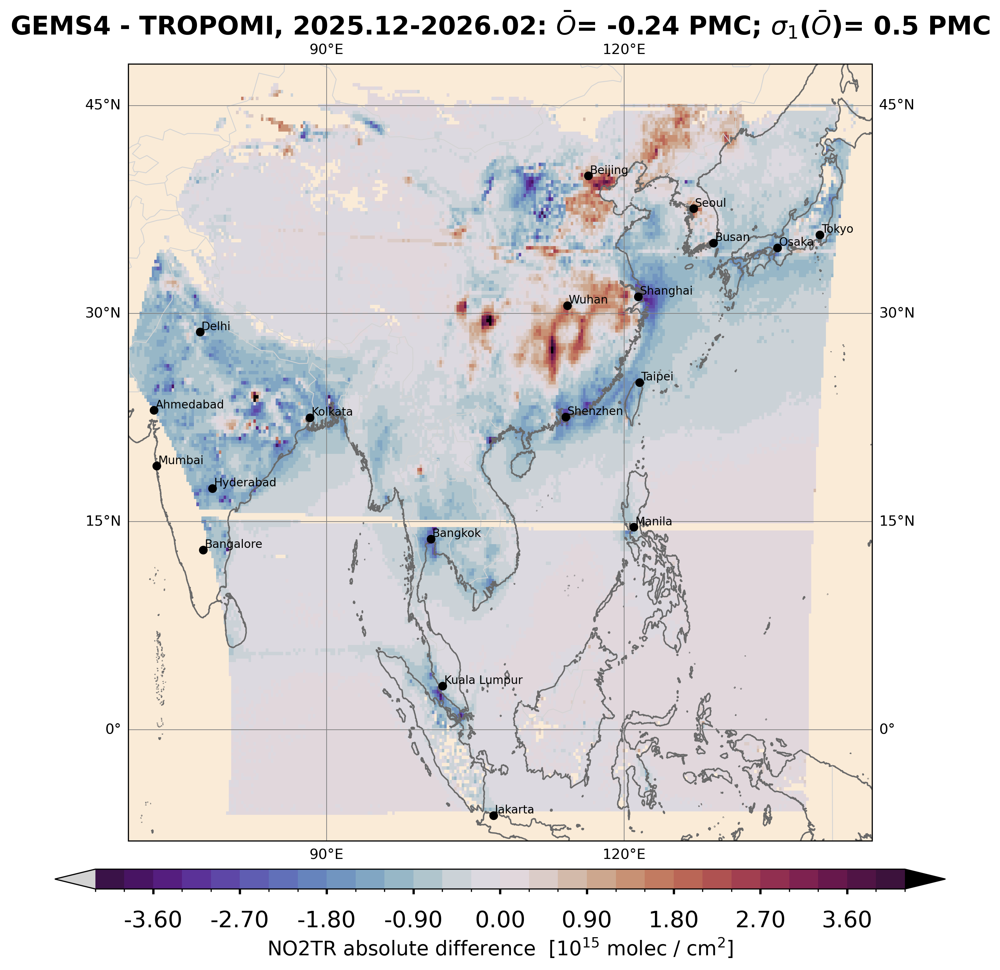 GEMS4 - TROPOMI, 2025.12-2026.02: Ō= -0.24 PMC; σ₁(Ō)= 0.5 PMC
90°E 120°E
45°N 45°N
Beijing
Seoul
Tokyo
Busan
Osaka
Shanghai
Wuhan
30°N 30°N
Delhi
Taipei
Ahmedabad
Kolkata
Shenzhen
Mumbai
Hyderabad
15°N 15°N
Manila
Bangkok
Bangalore
Kuala Lumpur
0° 0°
Jakarta
90°E 120°E
-3.60 -2.70 -1.80 -0.90 0.00 0.90 1.80 2.70 3.60
NO2TR absolute difference [10¹⁵ molec / cm²]